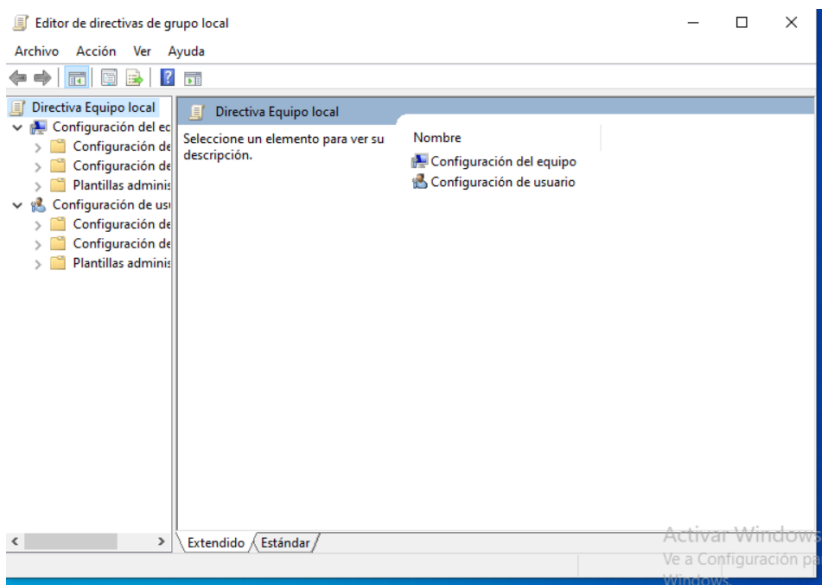 Editor de directivas de grupo local
Archivo Acción Ver Ayuda
Directiva Equipo local
Configuración del ec
Configuración de
Configuración de
Plantillas adminis
Configuración de usu
Configuración de
Configuración de
Plantillas adminis
Directiva Equipo local
Seleccione un elemento para ver su
descripción.
Nombre
Configuración del equipo
Configuración de usuario
Extendido Estándar
Activar Windows
Ve a Configuración pa
Windows.